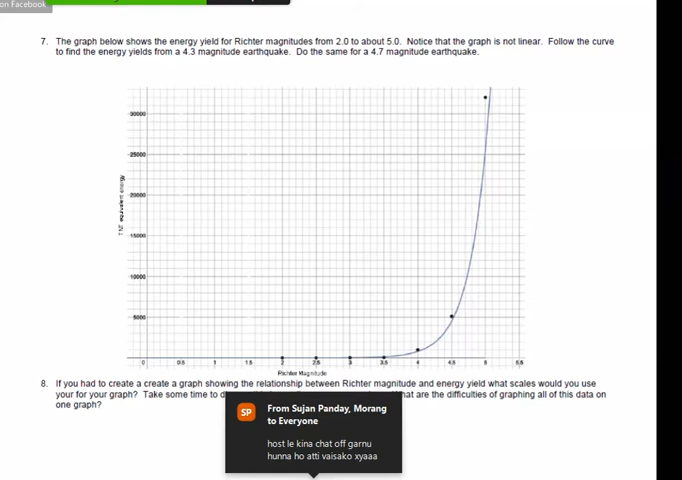 on Facebook
7. The graph below shows the energy yield for Richter magnitudes from 2.0 to about 5.0. Notice that the graph is not linear. Follow the curve
to find the energy yields from a 4.3 magnitude earthquake. Do the same for a 4.7 magnitude earthquake.
30000
25000
20000
15000
10000
5000
TNT equivalent energy
0 0.5 1 1.5 2 2.5 3 3.5 4 4.5 5 5.5
Richter Magnitude
8. If you had to create a create a graph showing the relationship between Richter magnitude and energy yield what scales would you use
your for your graph? Take some time to d hat are the difficulties of graphing all of this data on
one graph?
SP
From Sujan Panday, Morang
to Everyone
host le kina chat off garnu
hunna ho atti vaisako xyaaa